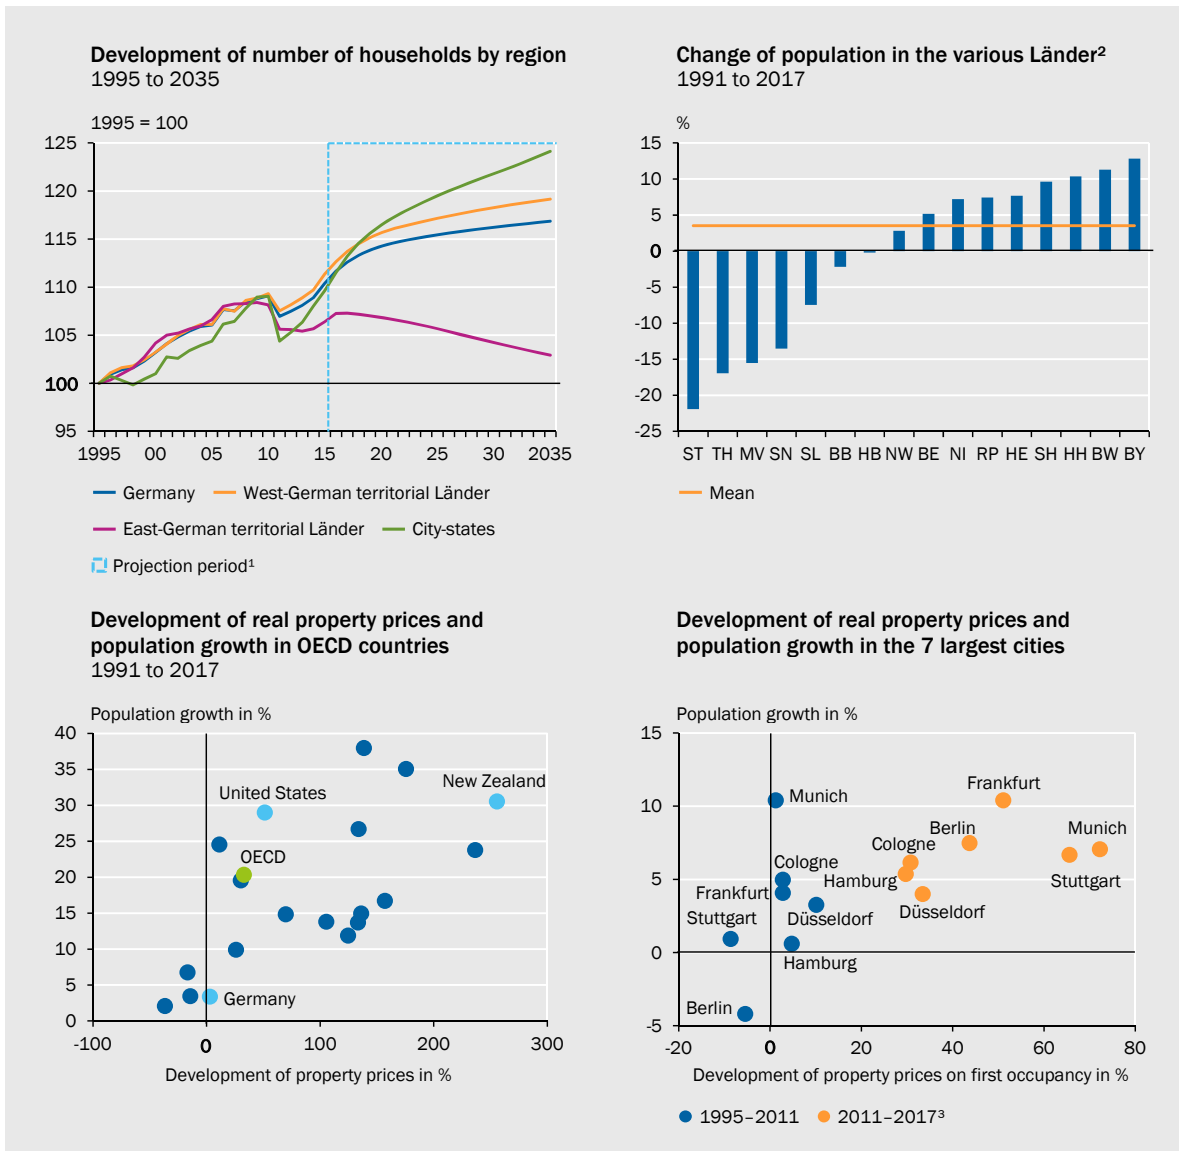 Development of number of households by region
1995 to 2035
1995 = 100
125
120
115
110
105
100
95
1995 00 05 10 15 20 25 30 2035
Germany West-German territorial Länder
East-German territorial Länder City-states
Projection period¹
Change of population in the various Länder²
1991 to 2017
%
15
10
5
0
-5
-10
-15
-20
-25
ST TH MV SN SL BB HB NW BE NI RP HE SH HH BW BY
Mean
Development of real property prices and
population growth in OECD countries
1991 to 2017
Population growth in %
40
35
30
25
20
15
10
5
0
New Zealand
United States
OECD
Germany
-100 0 100 200 300
Development of property prices in %
Development of real property prices and
population growth in the 7 largest cities
Population growth in %
15
10
5
0
-5
Frankfurt
Munich
Berlin
Munich
Cologne
Cologne
Hamburg
Stuttgart
Frankfurt
Düsseldorf
Stuttgart
Düsseldorf
Hamburg
Berlin
-20 0 20 40 60 80
Development of property prices on first occupancy in %
1995–2011 2011–2017³